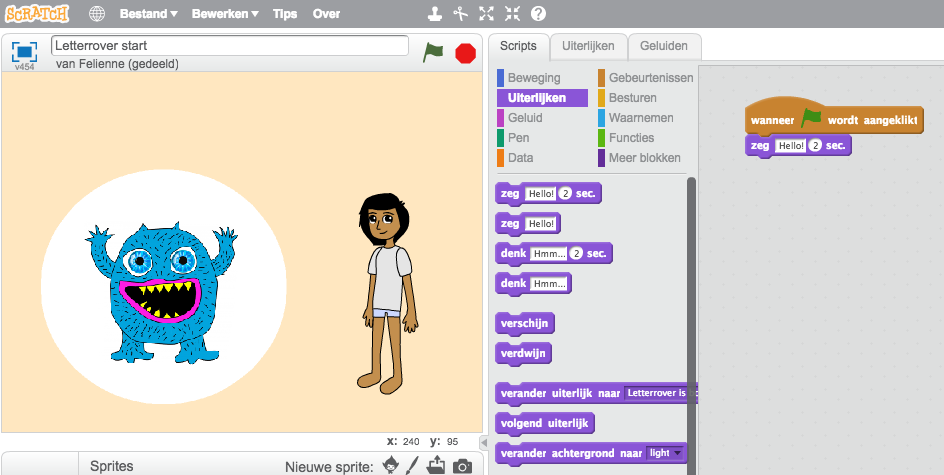 SCRATCH Bestand Bewerken Tips Over
Letterrover start
van Felienne (gedeeld)
v454
x: 240 y: 95
Sprites Nieuwe sprite:
Scripts Uiterlijken Geluiden
Beweging Gebeurtenissen
Uiterlijken Besturen
Geluid Waarnemen
Pen Functies
Data Meer blokken
zeg Hello! 2 sec.
zeg Hello!
denk Hmm... 2 sec.
denk Hmm...
verschijn
verdwijn
verander uiterlijk naar Letterrover is
volgend uiterlijk
verander achtergrond naar light
wanneer wordt aangeklikt
zeg Hello! 2 sec.